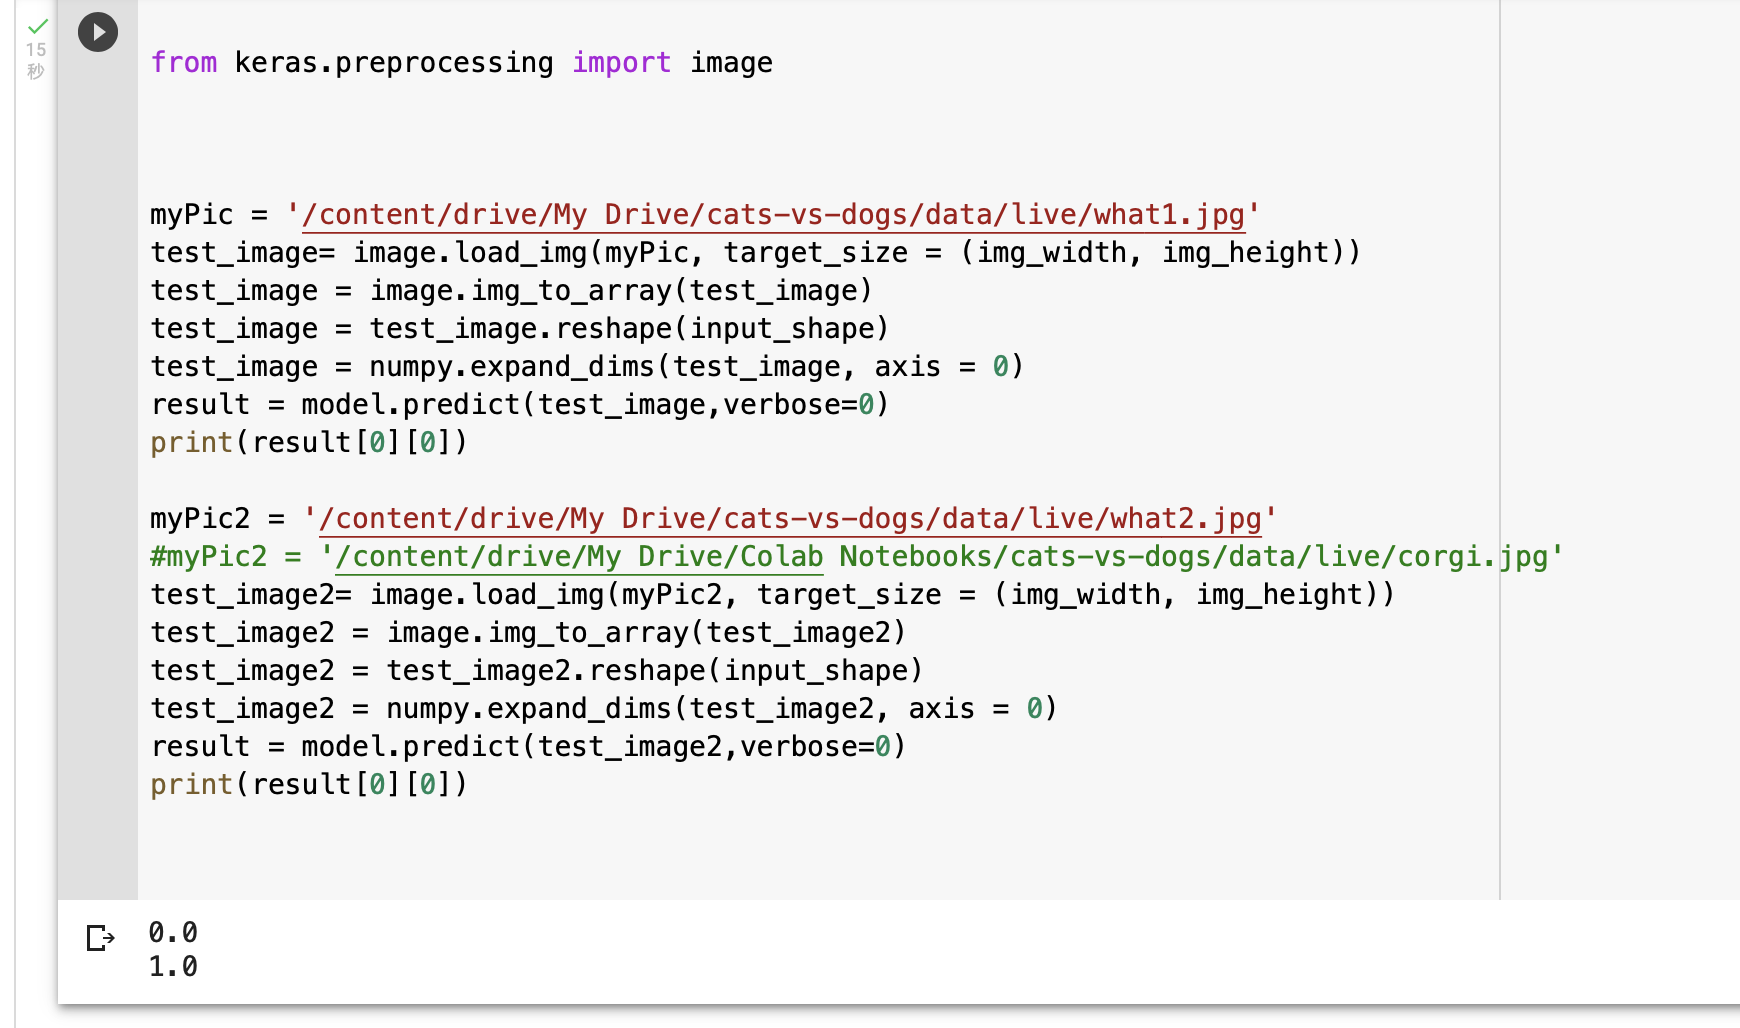 15
秒
from keras.preprocessing import image
myPic = '/content/drive/My Drive/cats-vs-dogs/data/live/what1.jpg'
test_image= image.load_img(myPic, target_size = (img_width, img_height))
test_image = image.img_to_array(test_image)
test_image = test_image.reshape(input_shape)
test_image = numpy.expand_dims(test_image, axis = 0)
result = model.predict(test_image,verbose=0)
print(result[0][0])
myPic2 = '/content/drive/My Drive/cats-vs-dogs/data/live/what2.jpg'
#myPic2 = '/content/drive/My Drive/Colab Notebooks/cats-vs-dogs/data/live/corgi.jpg'
test_image2= image.load_img(myPic2, target_size = (img_width, img_height))
test_image2 = image.img_to_array(test_image2)
test_image2 = test_image2.reshape(input_shape)
test_image2 = numpy.expand_dims(test_image2, axis = 0)
result = model.predict(test_image2,verbose=0)
print(result[0][0])
0.0
1.0